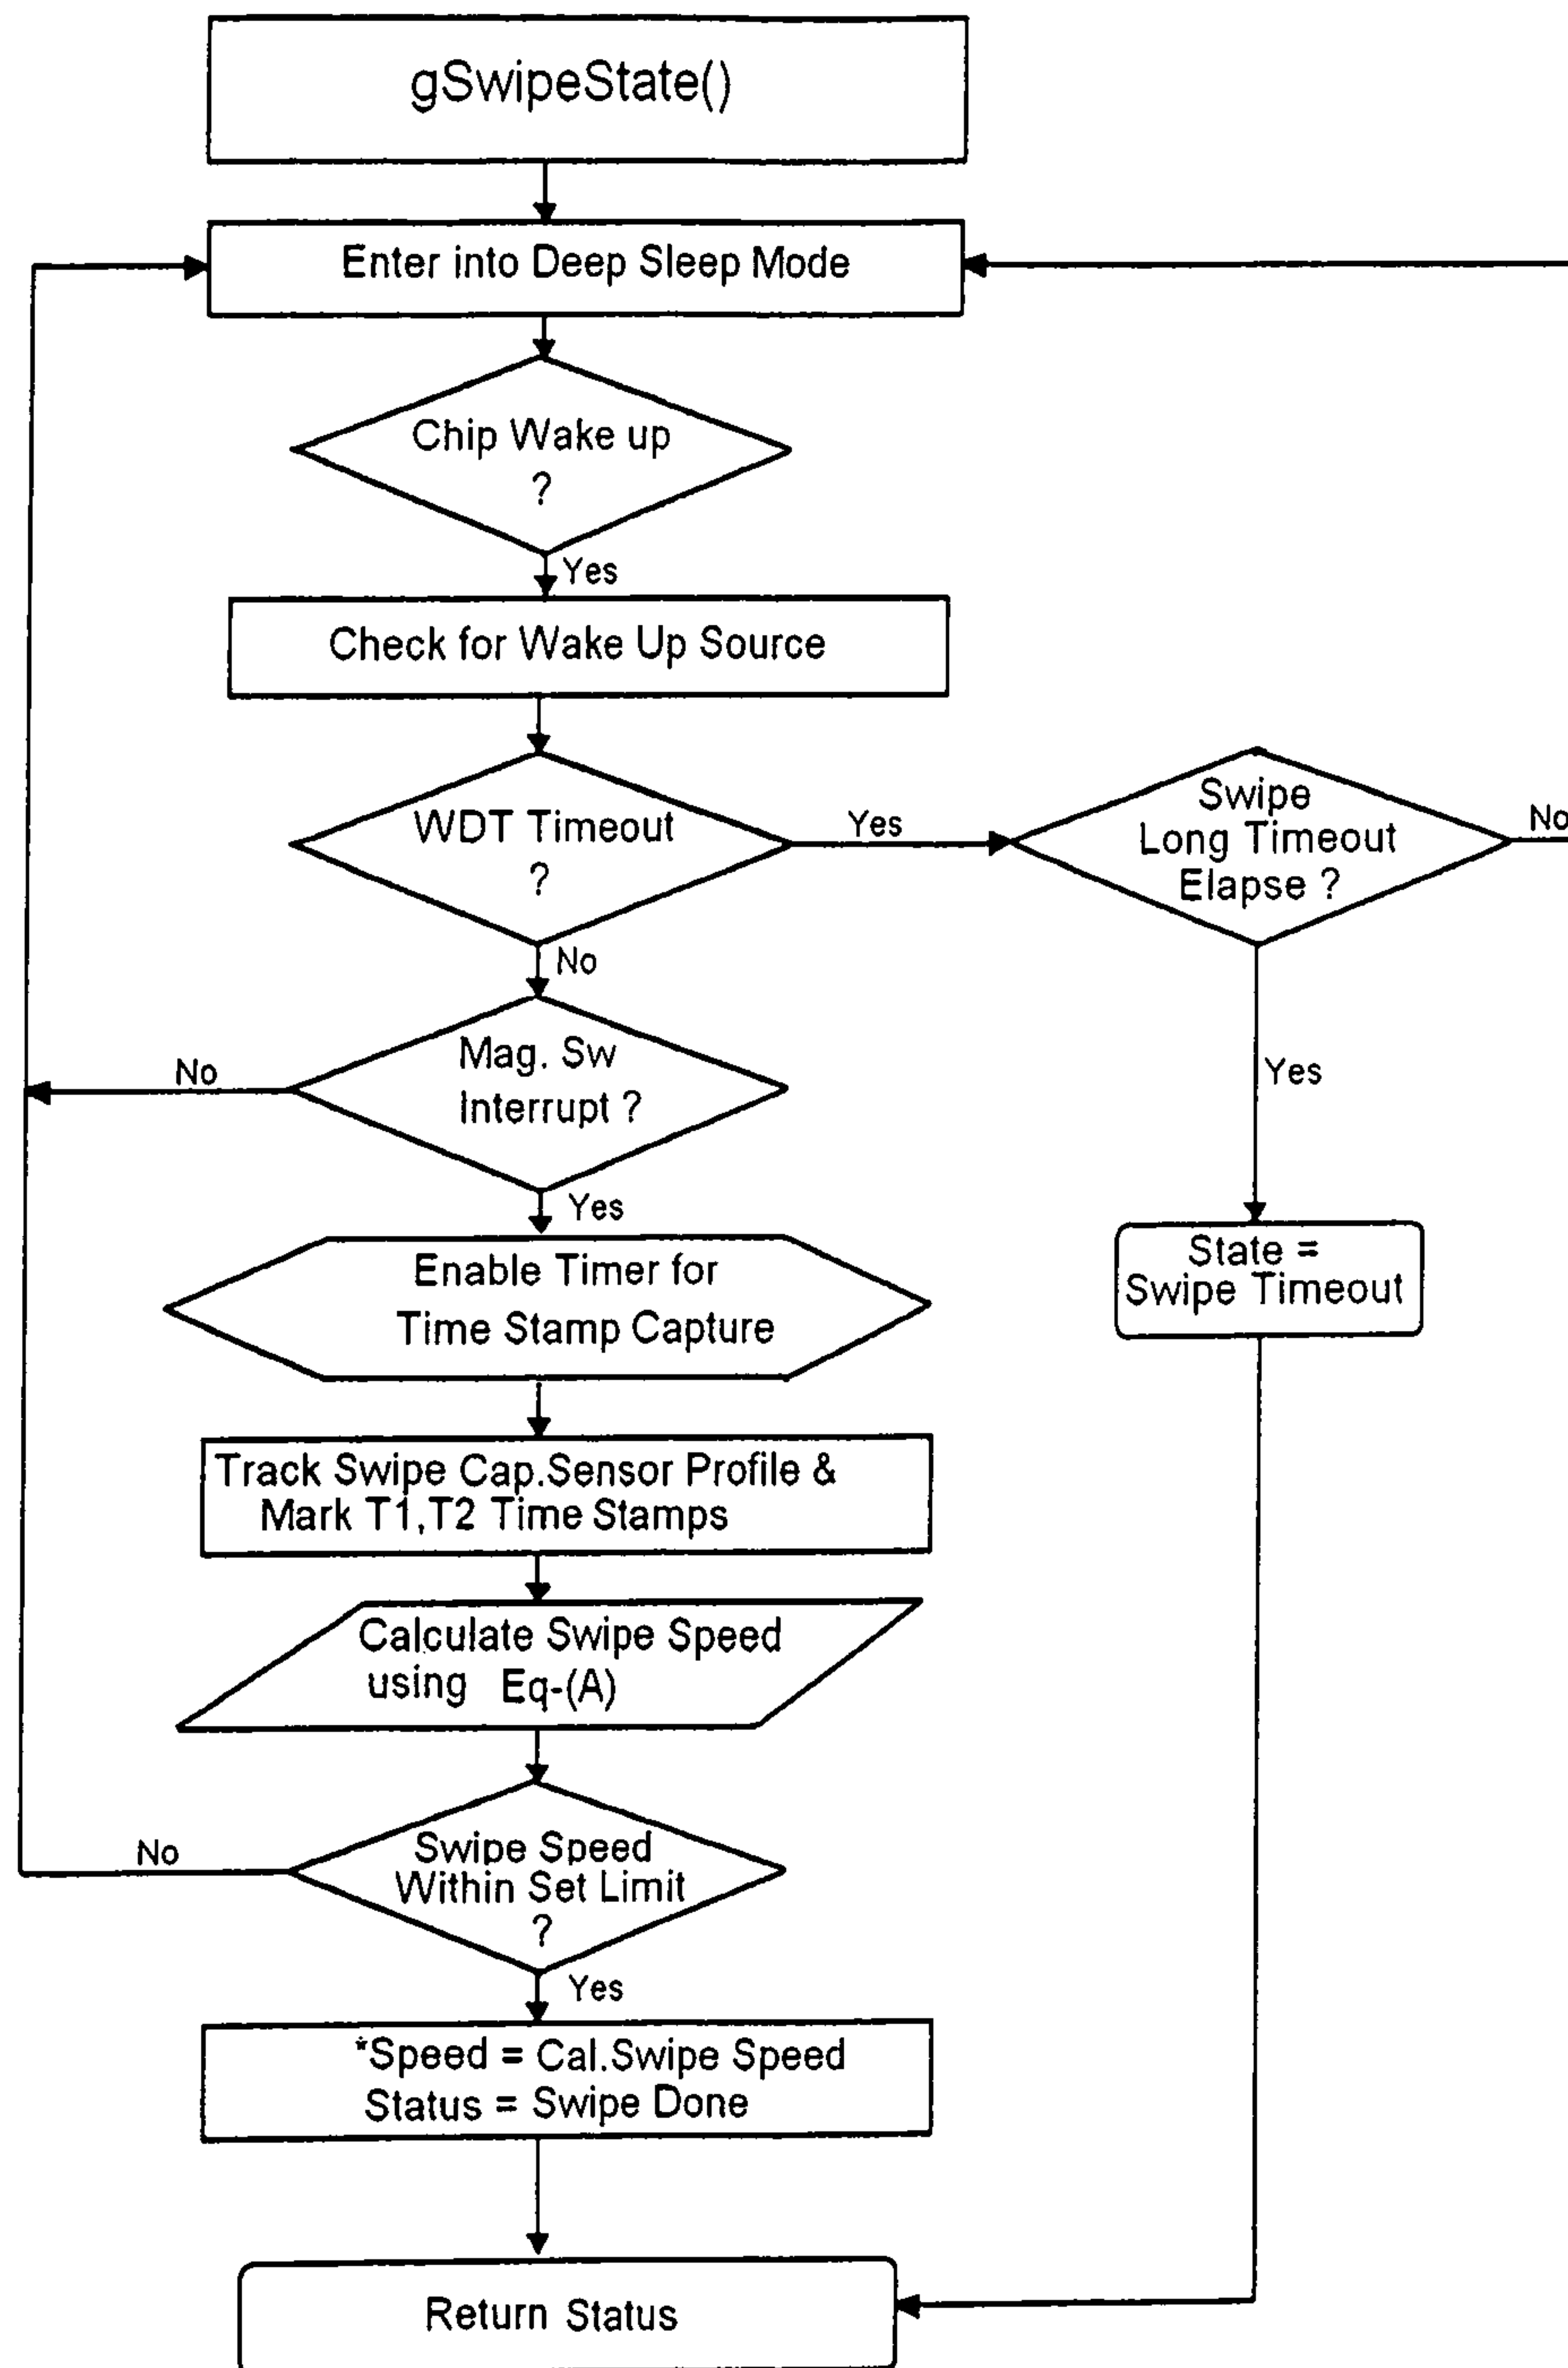 gSwipeState()
Enter into Deep Sleep Mode
Chip Wake up
?
Yes
Check for Wake Up Source
WDT Timeout
?
Yes
Swipe
Long Timeout
Elapse ?
No
No
Mag. Sw
Interrupt ?
No
Yes
Yes
Enable Timer for
Time Stamp Capture
State =
Swipe Timeout
Track Swipe Cap.Sensor Profile &
Mark T1,T2 Time Stamps
Calculate Swipe Speed
using Eq-(A)
Swipe Speed
Within Set Limit
?
No
Yes
*Speed = Cal.Swipe Speed
Status = Swipe Done
Return Status